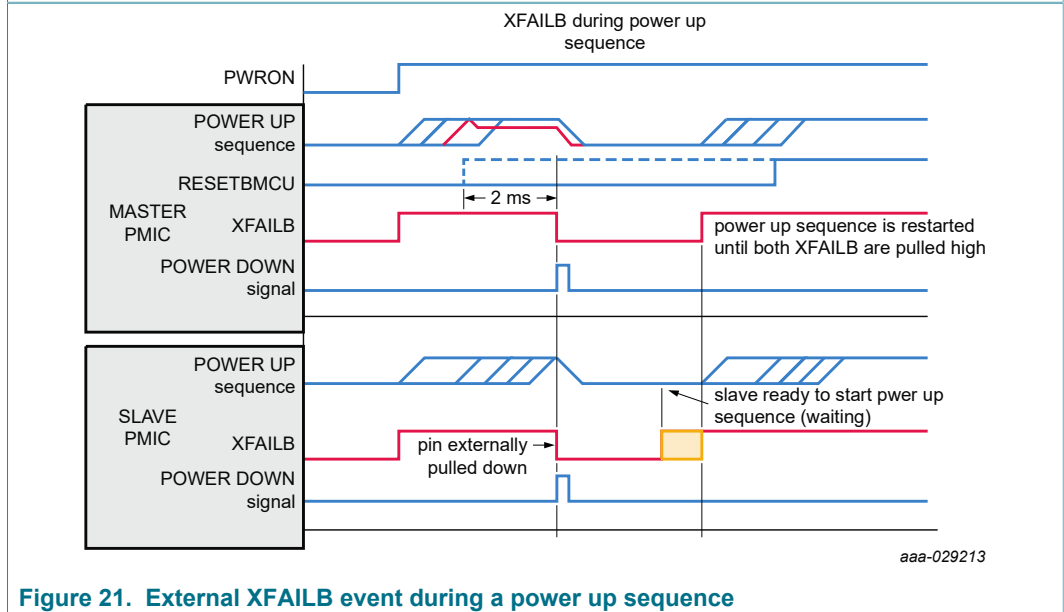 XFAILB during power up
sequence
PWRON
POWER UP
sequence
RESETBMCU
2 ms
MASTER
PMIC
XFAILB
power up sequence is restarted
until both XFAILB are pulled high
POWER DOWN
signal
POWER UP
sequence
slave ready to start pwer up
sequence (waiting)
SLAVE
PMIC
XFAILB
pin externally
pulled down
POWER DOWN
signal
aaa-029213
Figure 21. External XFAILB event during a power up sequence